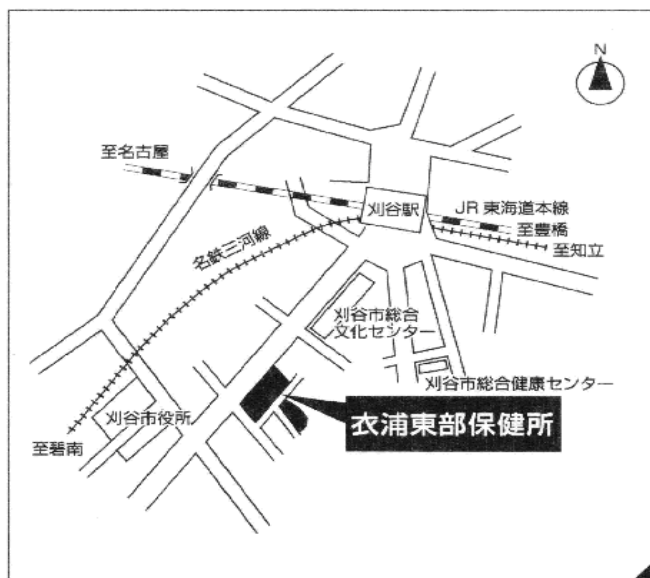 N
至名古屋
刈谷駅
JR東海道本線
至豊橋
至知立
名鉄三河線
刈谷市総合
文化センター
刈谷市総合健康センター
刈谷市役所
衣浦東部保健所
至碧南